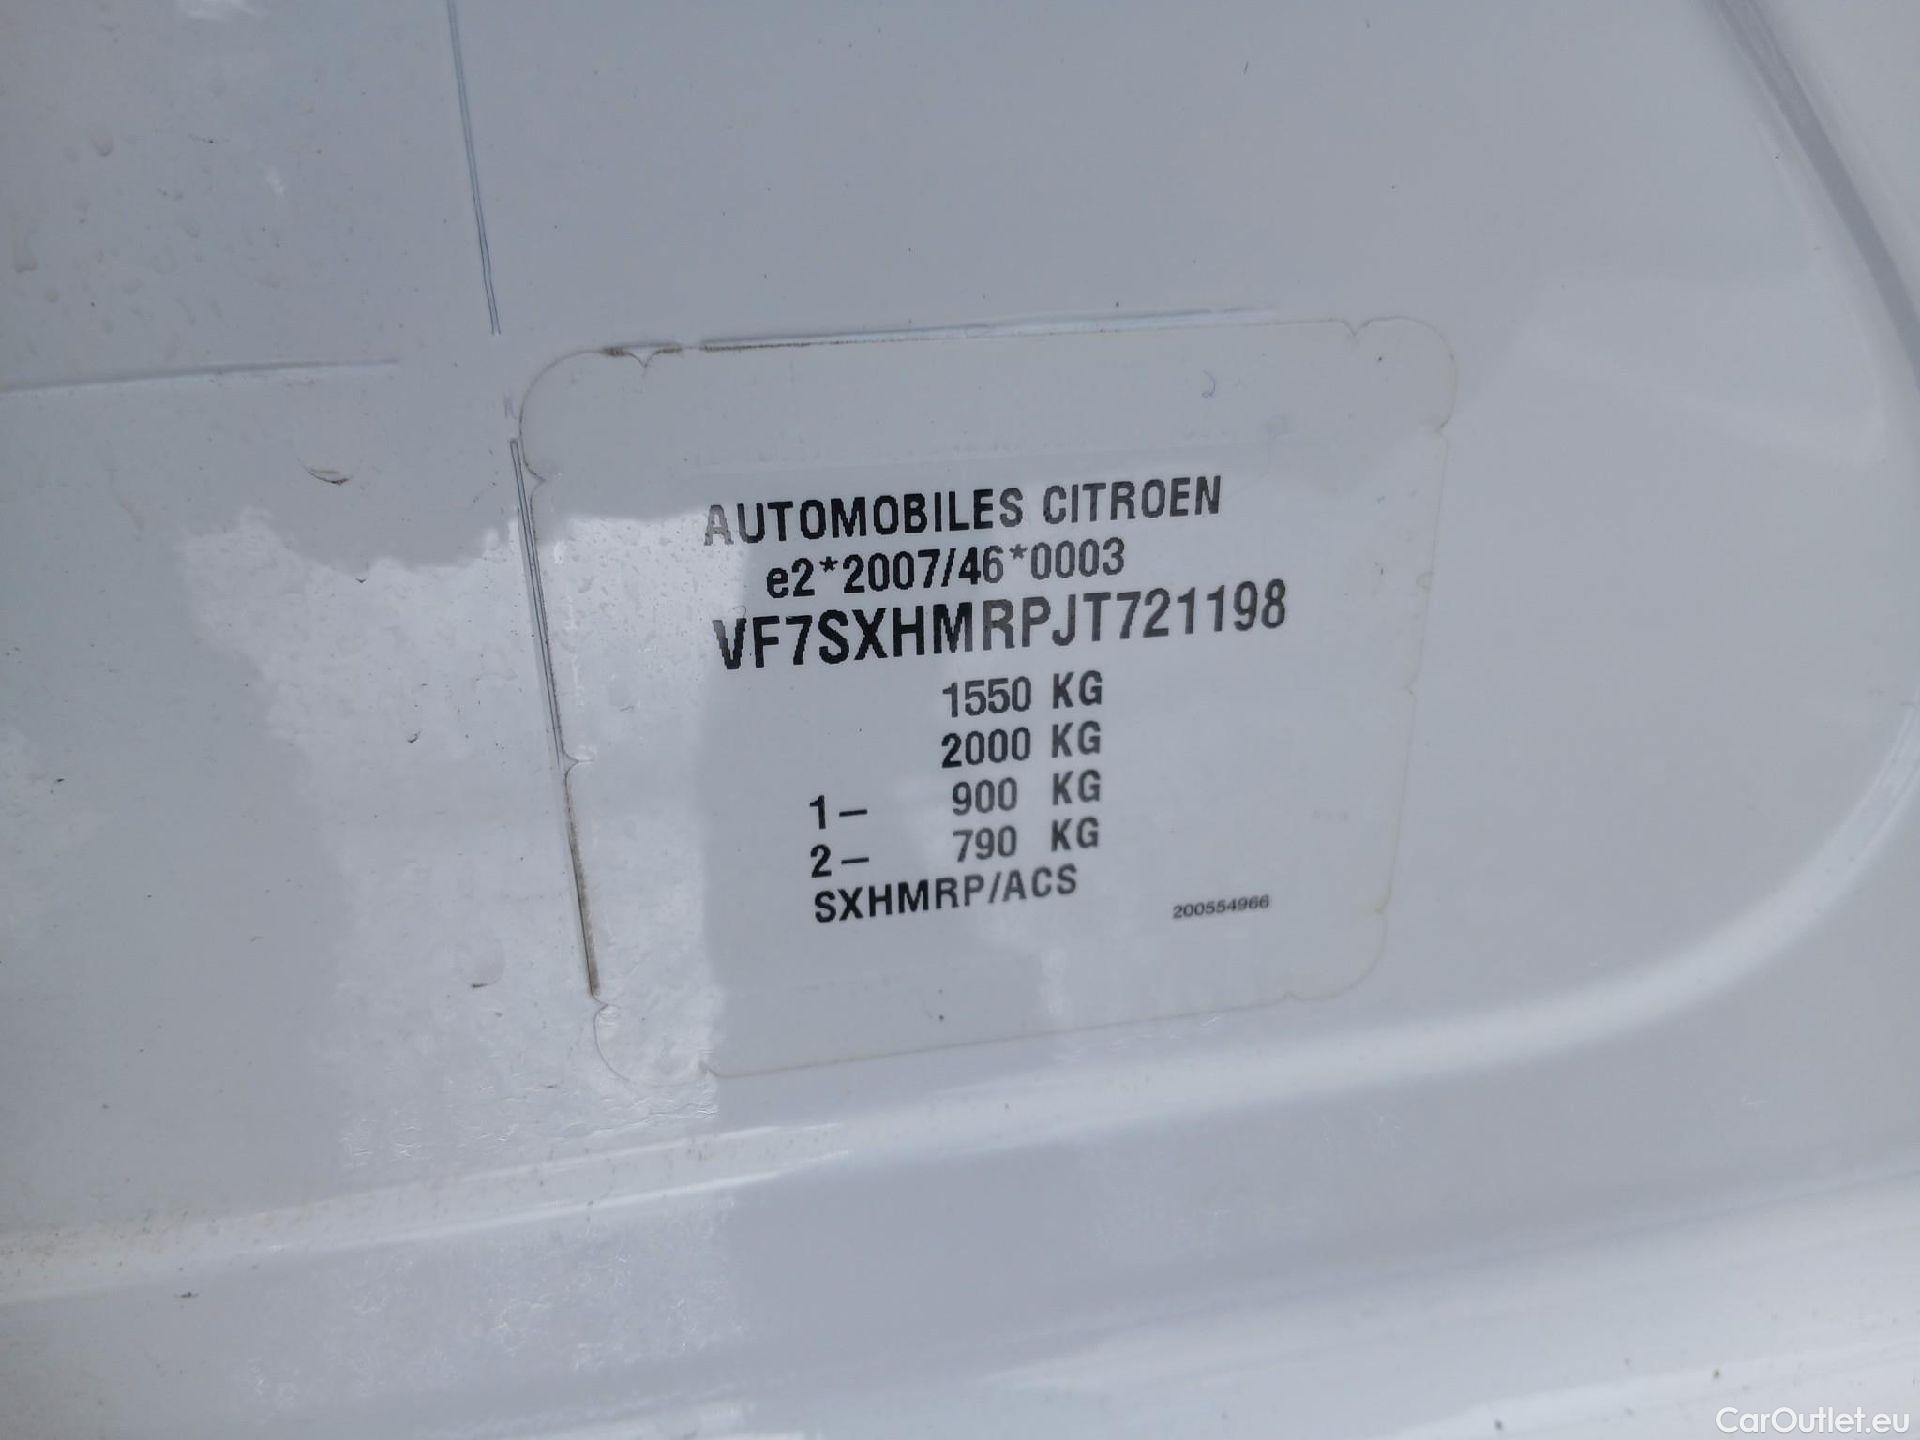 AUTOMOBILES CITROEN
e2*2007/46*0003
VF7SXHMRPJT721198
1550 KG
2000 KG
1– 900 KG
2– 790 KG
SXHMRP/ACS
200554966
CarOutlet.eu